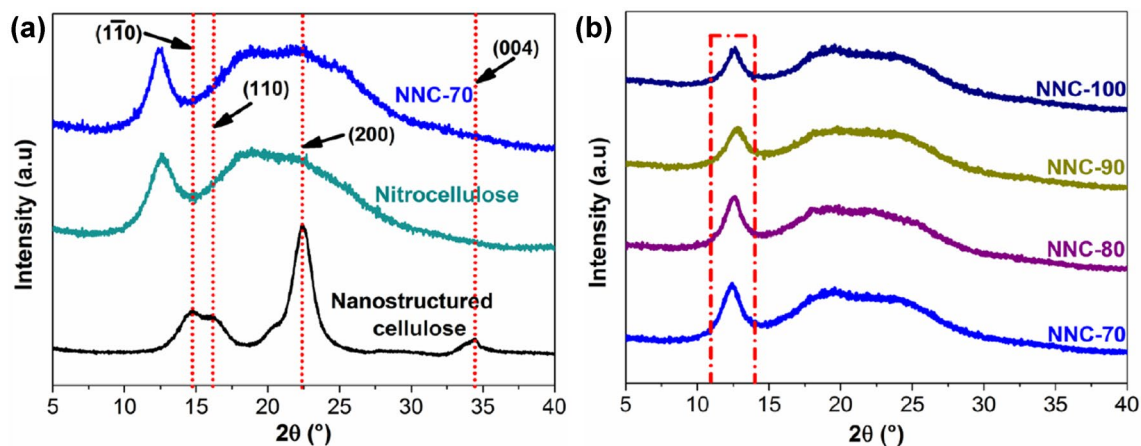 (a)
(1̅10)
(004)
NNC-70
(110)
(200)
Nitrocellulose
Nanostructured
cellulose
Intensity (a.u)
5 10 15 20 25 30 35 40
2θ (°)
(b)
NNC-100
NNC-90
NNC-80
NNC-70
Intensity (a.u)
5 10 15 20 25 30 35 40
2θ (°)